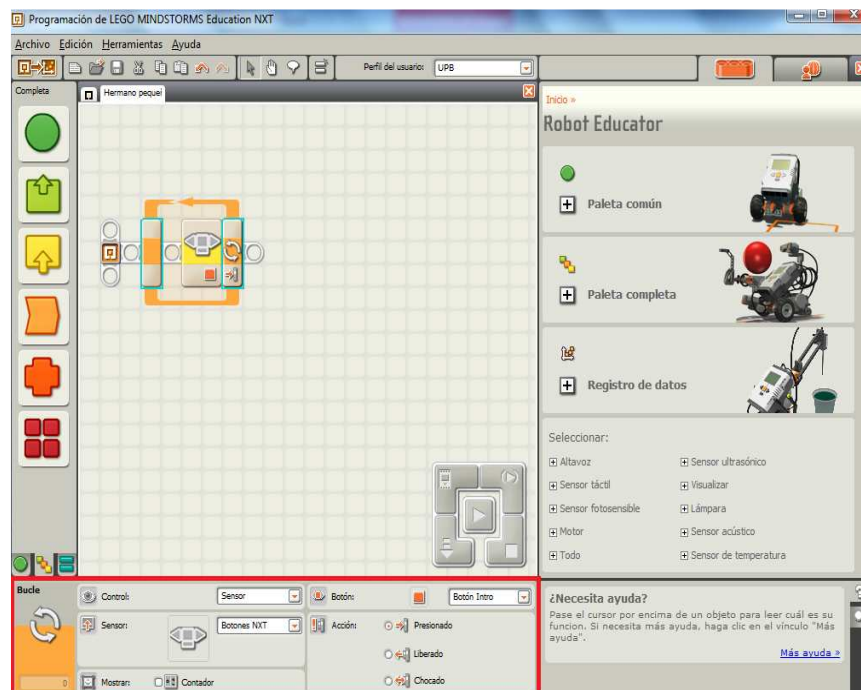 Programación de LEGO MINDSTORMS Education NXT
Archivo Edición Herramientas Ayuda
Perfil del usuario: UPB
Completa
Hermano pequeí
Inicio »
Robot Educator
Paleta común
Paleta completa
Registro de datos
Seleccionar:
Altavoz
Sensor ultrasónico
Sensor táctil
Visualizar
Sensor fotosensible
Lámpara
Motor
Sensor acústico
Todo
Sensor de temperatura
Bucle
Control: Sensor
Botón: Botón Intro
Sensor: Botones NXT
Acción: Presionado
Liberado
Mostrar: Contador
Chocado
0
¿Necesita ayuda?
Pase el cursor por encima de un objeto para leer cuál es su
funcion. Si necesita más ayuda, haga clic en el vínculo "Más
ayuda".
Más ayuda »